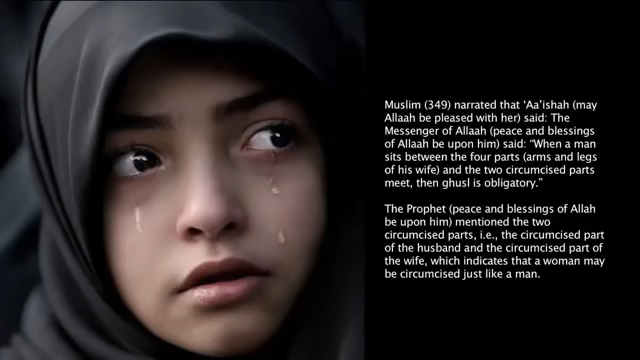 Muslim (349) narrated that ‘Aa’ishah (may
Allaah be pleased with her) said: The
Messenger of Allaah (peace and blessings
of Allaah be upon him) said: “When a man
sits between the four parts (arms and legs
of his wife) and the two circumcised parts
meet, then ghusl is obligatory.”
The Prophet (peace and blessings of Allah
be upon him) mentioned the two
circumcised parts, i.e., the circumcised part
of the husband and the circumcised part of
the wife, which indicates that a woman may
be circumcised just like a man.